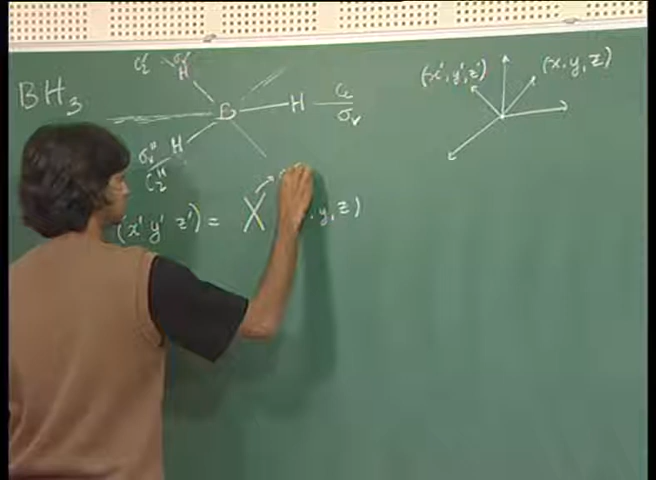 BH₃
C₂' σᵥ'
H
B
H
C₂
σᵥ
H
σᵥ''
C₂''
(x', y', z')
(x, y, z)
(x' y' z') = X
y, z)